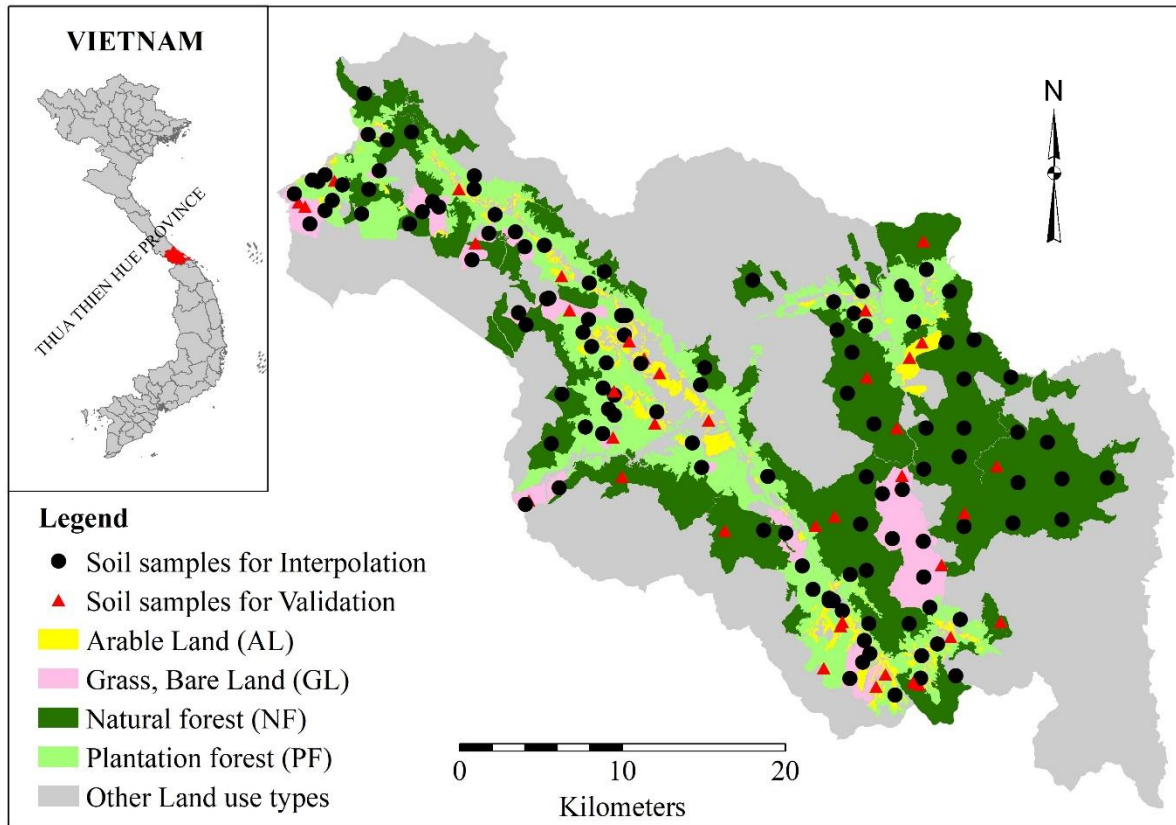 VIETNAM
THUA THIEN HUE PROVINCE
N
Legend
Soil samples for Interpolation
Soil samples for Validation
Arable Land (AL)
Grass, Bare Land (GL)
Natural forest (NF)
Plantation forest (PF)
Other Land use types
0 10 20
Kilometers